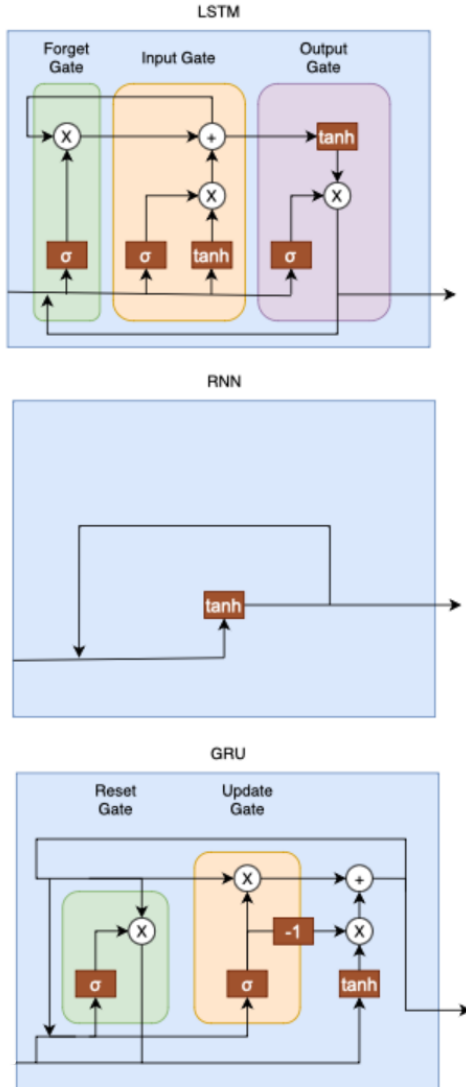 LSTM
Forget
Gate
Input Gate
Output
Gate
X
+
tanh
X
X
σ
σ
tanh
σ
RNN
tanh
GRU
Reset
Gate
Update
Gate
X
+
X
-1
X
σ
σ
tanh